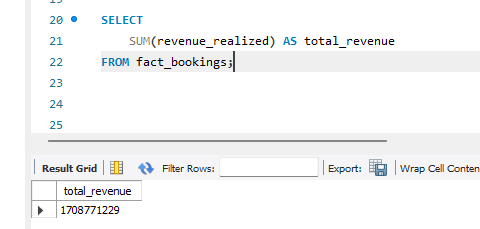 20 SELECT
21 SUM(revenue_realized) AS total_revenue
22 FROM fact_bookings;
23
24
25
Result Grid Filter Rows: Export: Wrap Cell Conten
total_revenue
1708771229